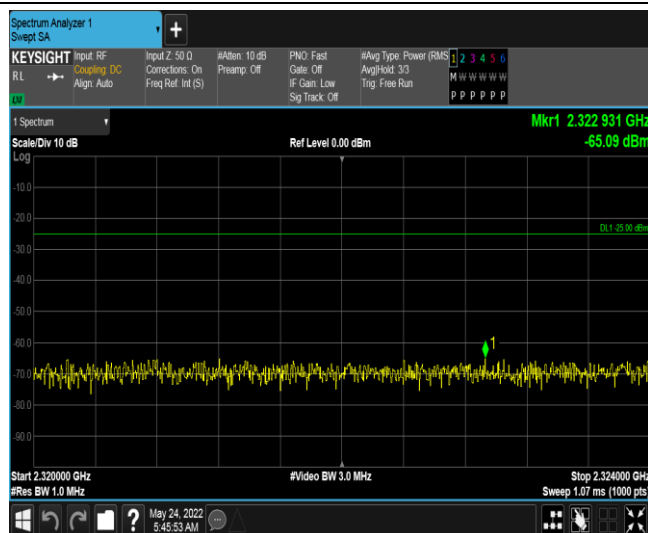 Spectrum Analyzer 1
Swept SA
KEYSIGHT
RL
LXI
Input: RF
Coupling: DC
Align: Auto
Input Z: 50 Ω
Corrections: On
Freq Ref: Int (S)
#Atten: 10 dB
Preamp: Off
PNO: Fast
Gate: Off
IF Gain: Low
Sig Track: Off
#Avg Type: Power (RMS
Avg|Hold: 3/3
Trig: Free Run
1 2 3 4 5 6
M W W W W W
P P P P P P
1 Spectrum
Mkr1 2.322 931 GHz
Scale/Div 10 dB
Ref Level 0.00 dBm
-65.09 dBm
Log
-10.0
-20.0
DL1 -25.00 dBm
-30.0
-40.0
-50.0
-60.0
1
-70.0
-80.0
-90.0
Start 2.320000 GHz
#Video BW 3.0 MHz
Stop 2.324000 GHz
#Res BW 1.0 MHz
Sweep 1.07 ms (1000 pts)
?
May 24, 2022
5:45:53 AM